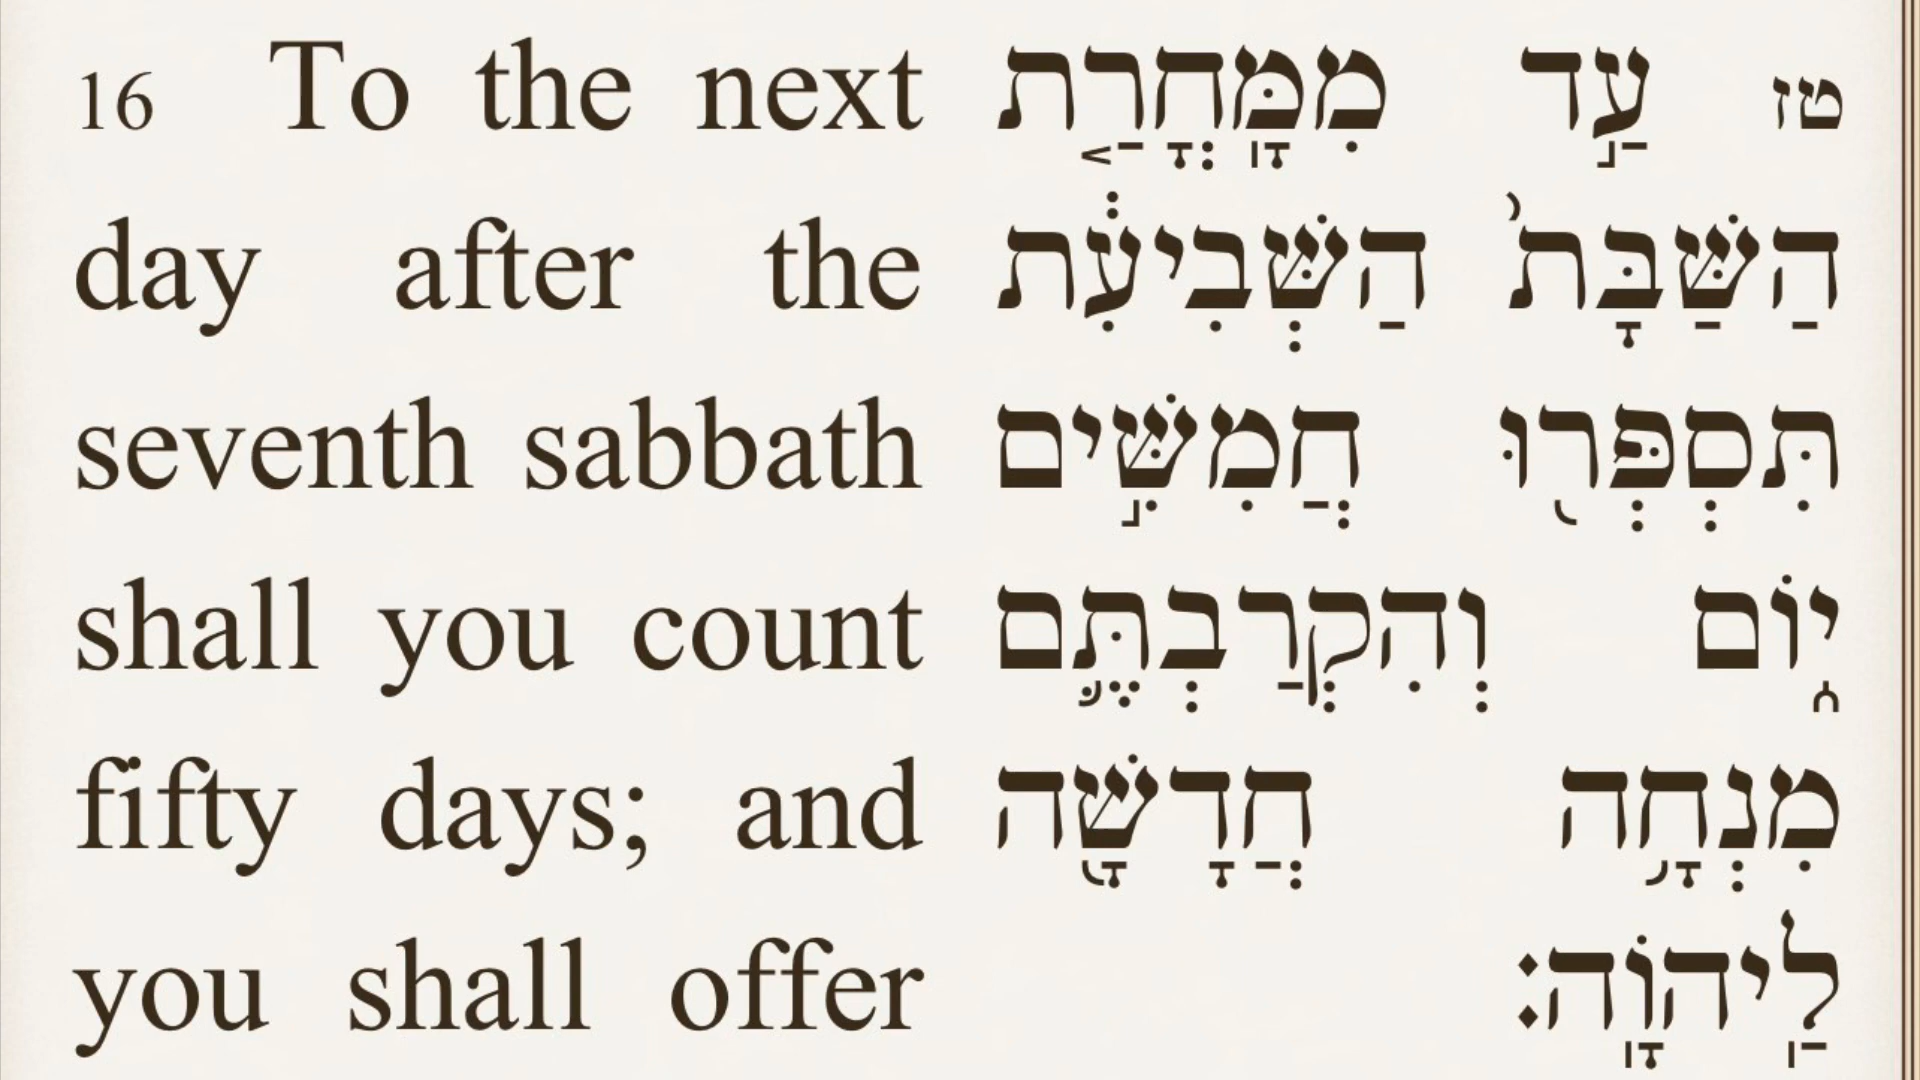 16 To the next
day after the
seventh sabbath
shall you count
fifty days; and
you shall offer
טז עַ֣ד מִֽמָּחֳרַ֤ת
הַשַּׁבָּת֙ הַשְּׁבִיעִ֔ת
תִּסְפְּר֖וּ חֲמִשִּׁ֣ים
י֑וֹם וְהִקְרַבְתֶּ֛ם
מִנְחָ֥ה חֲדָשָׁ֖ה
לַֽיהֹוָֽה׃